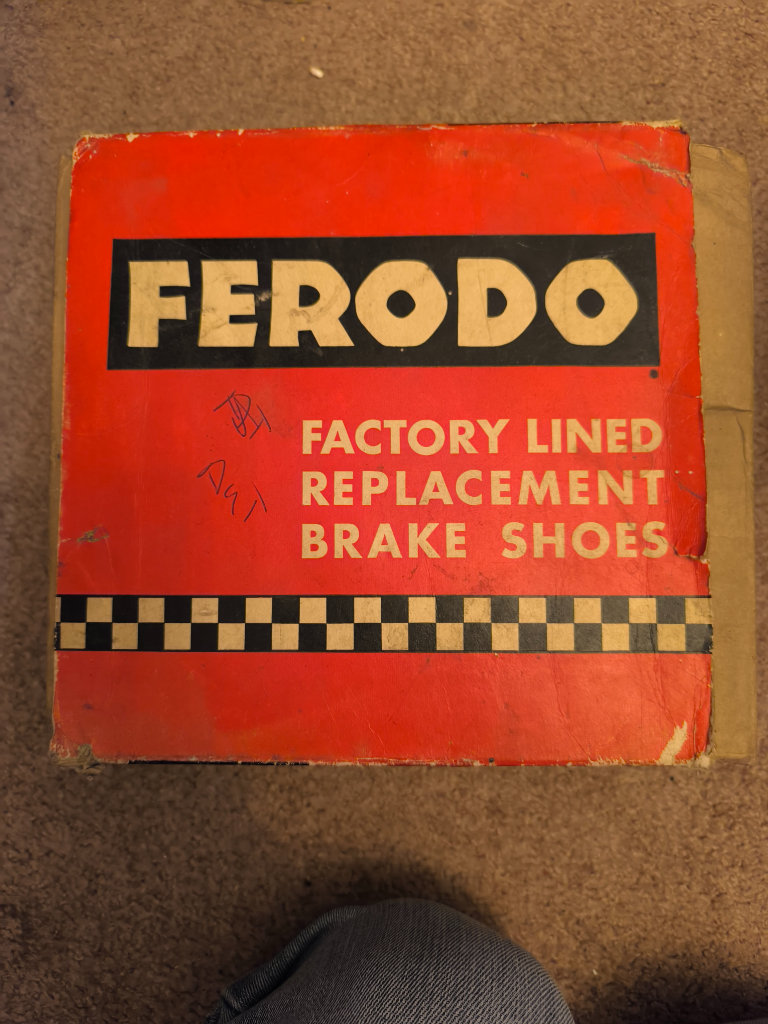 FERODO
FACTORY LINED
REPLACEMENT
BRAKE SHOES